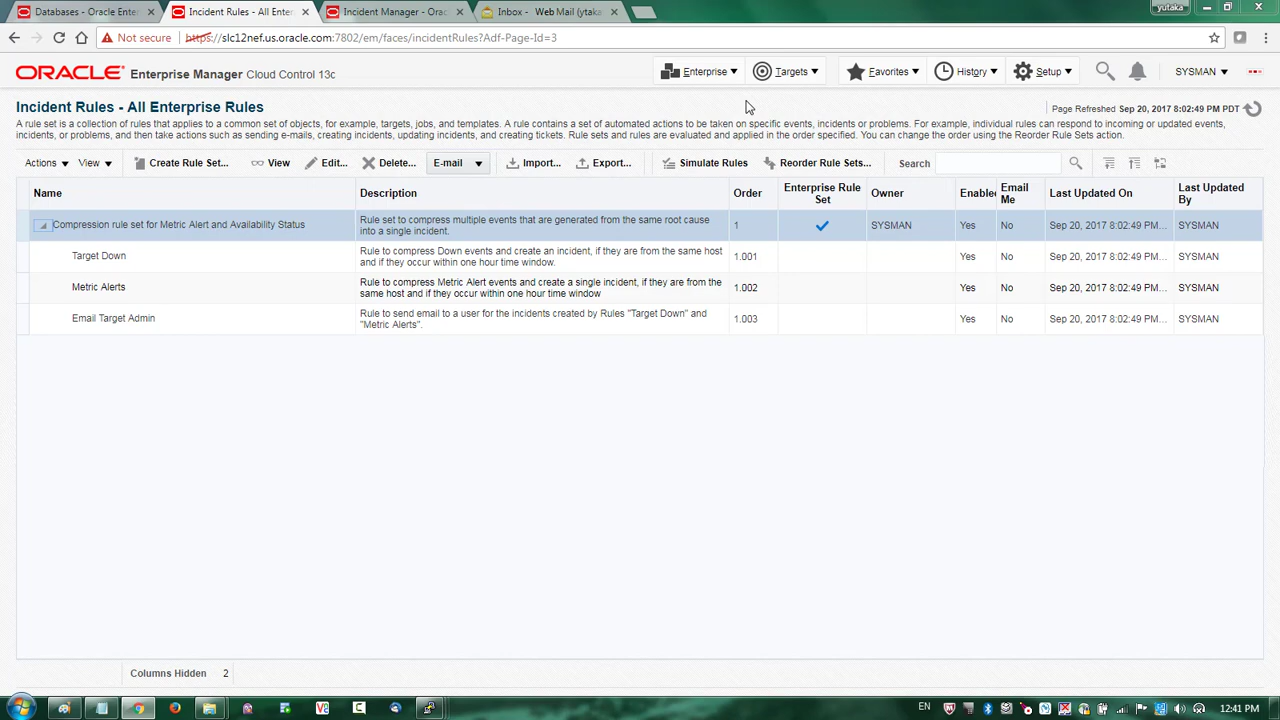 Databases - Oracle Enter
Incident Rules - All Enter
Incident Manager - Orac
Inbox - Web Mail (ytaka
yutaka
Not secure
https://slc12nef.us.oracle.com:7802/em/faces/incidentRules?Adf-Page-Id=3
ORACLE Enterprise Manager Cloud Control 13c
Enterprise
Targets
Favorites
History
Setup
SYSMAN
Incident Rules - All Enterprise Rules
Page Refreshed Sep 20, 2017 8:02:49 PM PDT
A rule set is a collection of rules that applies to a common set of objects, for example, targets, jobs, and templates. A rule contains a set of automated actions to be taken on specific events, incidents or problems. For example, individual rules can respond to incoming or updated events,
incidents, or problems, and then take actions such as sending e-mails, creating incidents, updating incidents, and creating tickets. Rule sets and rules are evaluated and applied in the order specified. You can change the order using the Reorder Rule Sets action.
Actions
View
Create Rule Set...
View
Edit...
Delete...
E-mail
Import...
Export...
Simulate Rules
Reorder Rule Sets...
Search
Name
Description
Order
Enterprise Rule
Set
Owner
Enabled
Email
Me
Last Updated On
Last Updated
By
Compression rule set for Metric Alert and Availability Status
Rule set to compress multiple events that are generated from the same root cause
into a single incident.
1
SYSMAN
Yes
No
Sep 20, 2017 8:02:49 PM...
SYSMAN
Target Down
Rule to compress Down events and create an incident, if they are from the same host
and if they occur within one hour time window.
1.001
Yes
No
Sep 20, 2017 8:02:49 PM...
SYSMAN
Metric Alerts
Rule to compress Metric Alert events and create a single incident, if they are from the
same host and if they occur within one hour time window
1.002
Yes
No
Sep 20, 2017 8:02:49 PM...
SYSMAN
Email Target Admin
Rule to send email to a user for the incidents created by Rules "Target Down" and
"Metric Alerts".
1.003
Yes
No
Sep 20, 2017 8:02:49 PM...
SYSMAN
Columns Hidden 2
EN
12:41 PM